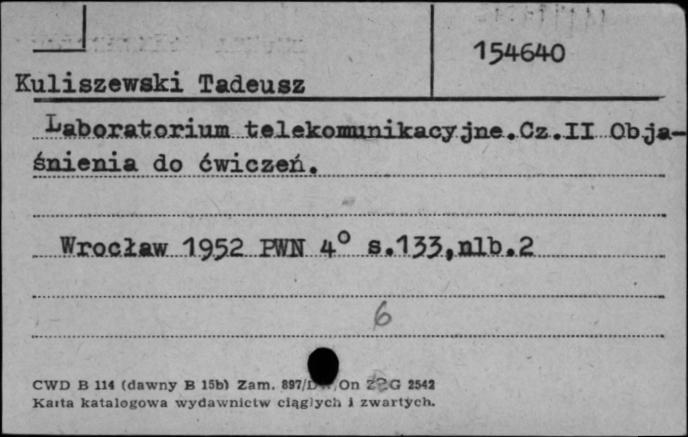 154640
Kuliszewski Tadeusz
Laboratorium telekomunikacyjne.Cz.II Obja-
śnienia do ćwiczeń.
Wrocław 1952 PWN 4° s.133,nlb.2
6
CWD B 114 (dawny B 15b) Zam. 897/ On G 2542
Karta katalogowa wydawnictw ciągłych i zwartych.